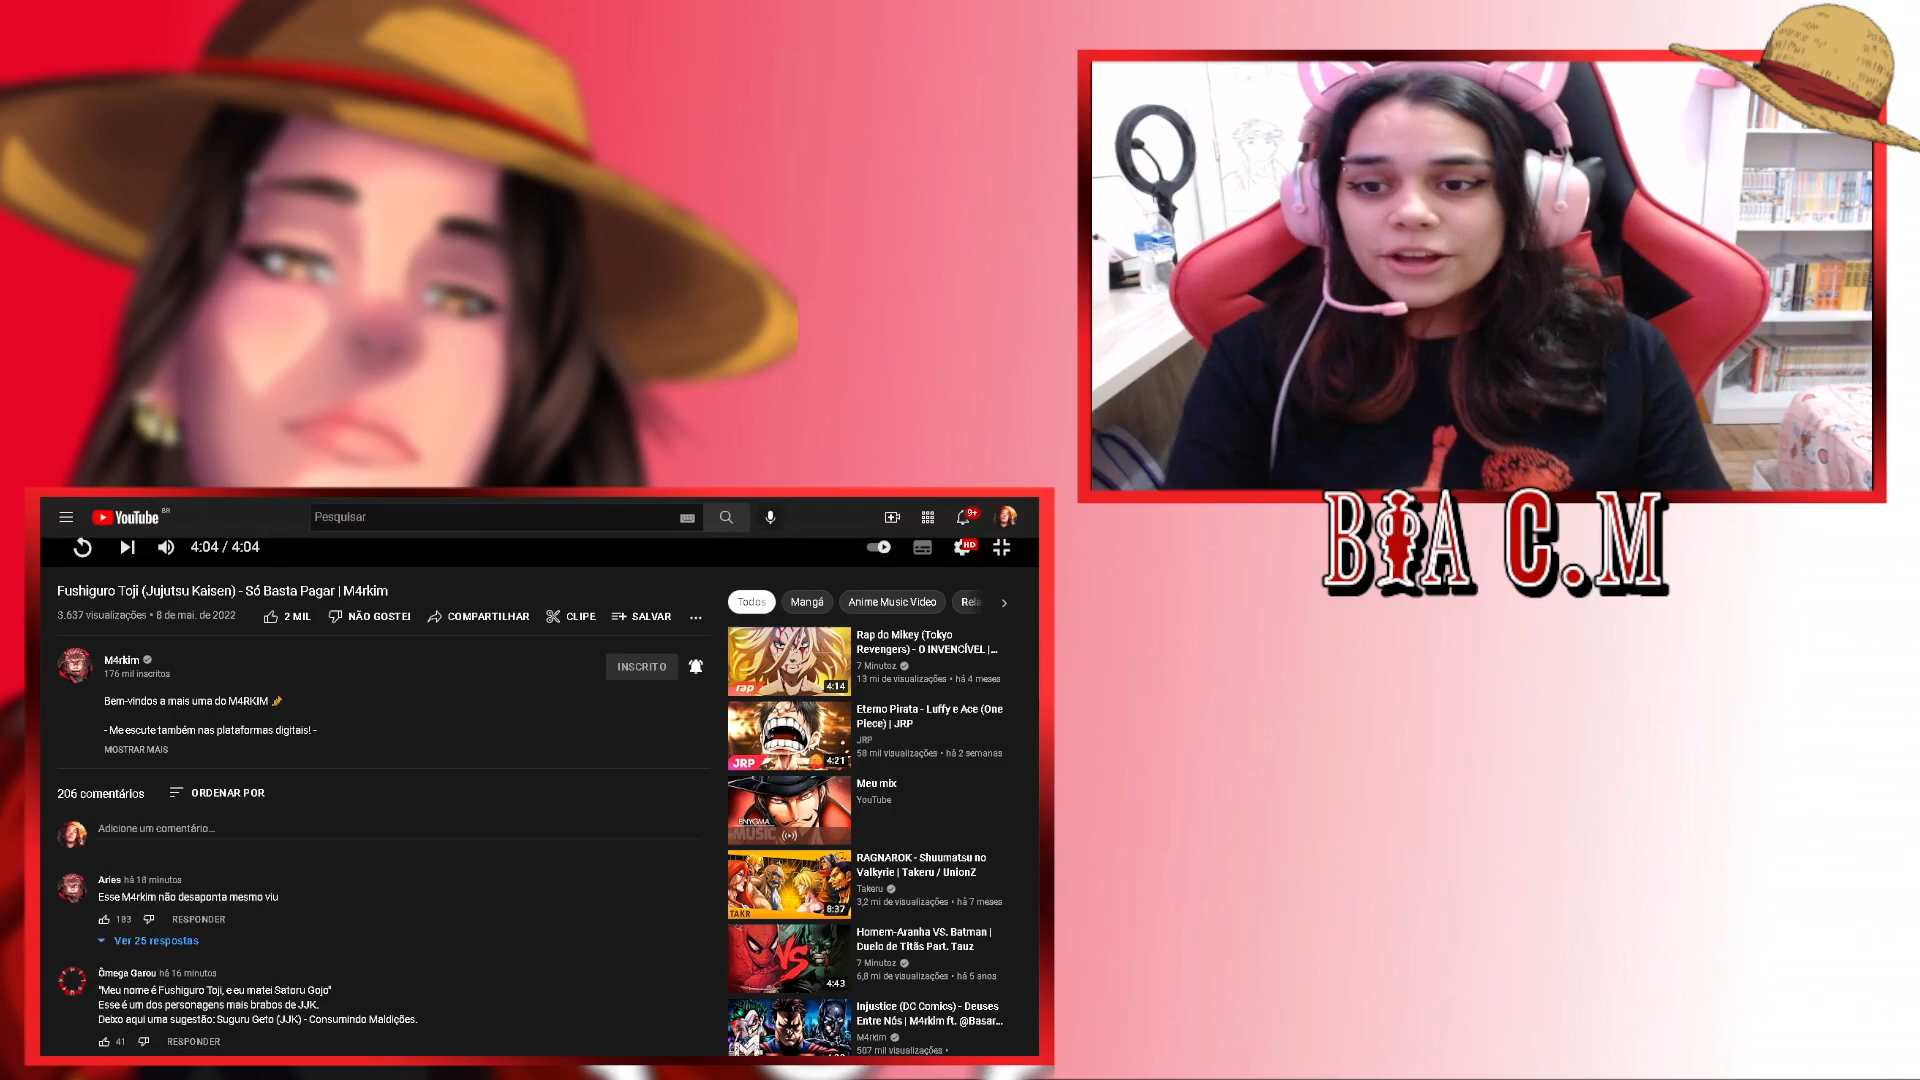 YouTube BR
Pesquisar
9+
4:04 / 4:04
HD
Fushiguro Toji (Jujutsu Kaisen) - Só Basta Pagar | M4rkim
3.637 visualizações • 8 de mai. de 2022
2 MIL
NÃO GOSTEI
COMPARTILHAR
CLIPE
SALVAR
M4rkim
176 mil inscritos
INSCRITO
Bem-vindos a mais uma do M4RKIM
- Me escute também nas plataformas digitais! -
MOSTRAR MAIS
206 comentários
ORDENAR POR
Adicione um comentário...
Aries há 18 minutos
Esse M4rkim não desaponta mesmo viu
183
RESPONDER
Ver 25 respostas
Ômega Garou há 16 minutos
"Meu nome é Fushiguro Toji, e eu matei Satoru Gojo"
Esse é um dos personagens mais brabos de JJK.
Deixo aqui uma sugestão: Suguru Geto (JJK) - Consumindo Maldições.
41
RESPONDER
Todos
Mangá
Anime Music Video
Rela
rap
4:14
Rap do Mikey (Tokyo
Revengers) - O INVENCÍVEL |...
7 Minutoz
13 mi de visualizações • há 4 meses
JRP
4:21
Eterno Pirata - Luffy e Ace (One
Piece) | JRP
JRP
58 mil visualizações • há 2 semanas
ENYGMA
MUSIC
Meu mix
YouTube
TAKR
8:37
RAGNAROK - Shuumatsu no
Valkyrie | Takeru / UnionZ
Takeru
3,2 mi de visualizações • há 7 meses
VS
4:43
Homem-Aranha VS. Batman |
Duelo de Titãs Part. Tauz
7 Minutoz
6,8 mi de visualizações • há 5 anos
Injustice (DC Comics) - Deuses
Entre Nós | M4rkim ft. @Basar...
M4rkim
507 mil visualizações •
BIA C.M